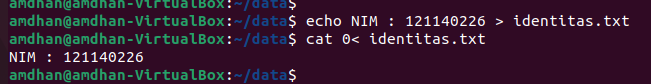 amdhan@amdhan-VirtualBox:~/data$
amdhan@amdhan-VirtualBox:~/data$ echo NIM : 121140226 > identitas.txt
amdhan@amdhan-VirtualBox:~/data$ cat 0< identitas.txt
NIM : 121140226
amdhan@amdhan-VirtualBox:~/data$